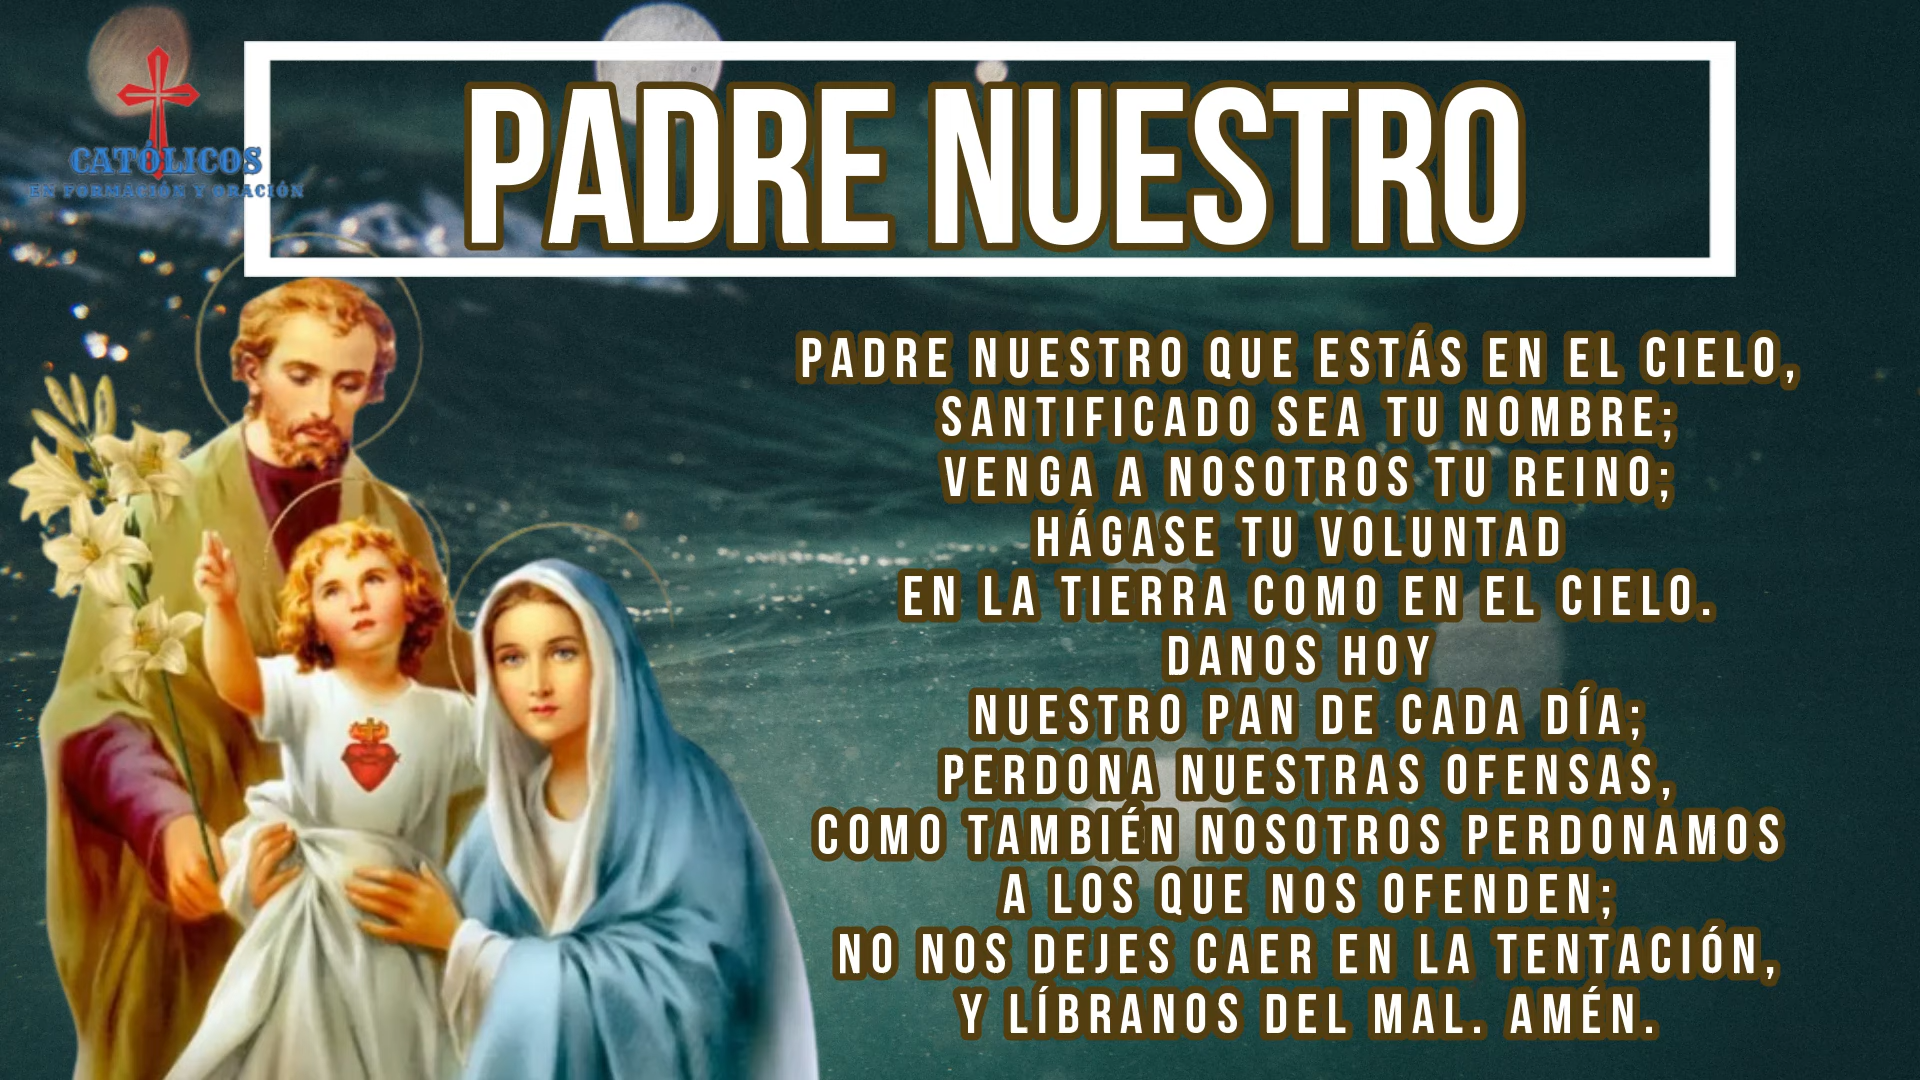 CATÓLICOS
EN FORMACIÓN Y ORACIÓN
PADRE NUESTRO
PADRE NUESTRO QUE ESTÁS EN EL CIELO,
SANTIFICADO SEA TU NOMBRE;
VENGA A NOSOTROS TU REINO;
HÁGASE TU VOLUNTAD
EN LA TIERRA COMO EN EL CIELO.
DANOS HOY
NUESTRO PAN DE CADA DÍA;
PERDONA NUESTRAS OFENSAS,
COMO TAMBIÉN NOSOTROS PERDONAMOS
A LOS QUE NOS OFENDEN;
NO NOS DEJES CAER EN LA TENTACIÓN,
Y LÍBRANOS DEL MAL. AMÉN.